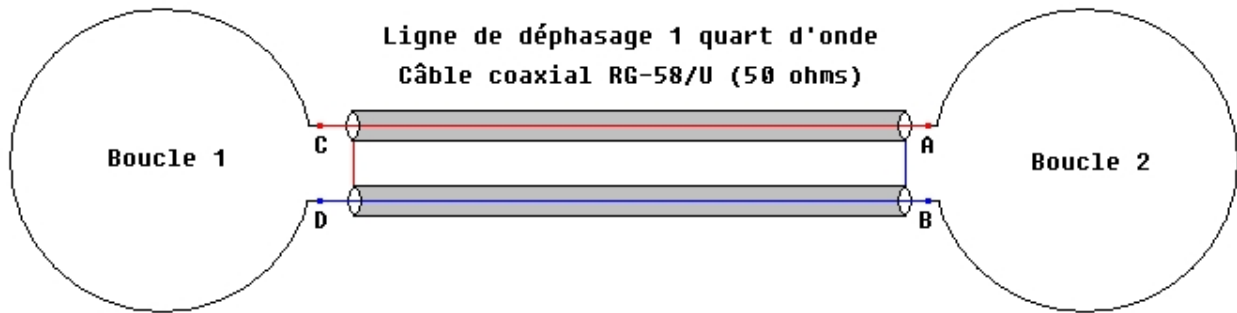 Ligne de déphasage 1 quart d'onde
Câble coaxial RG-58/U (50 ohms)
C
A
Boucle 1
Boucle 2
D
B